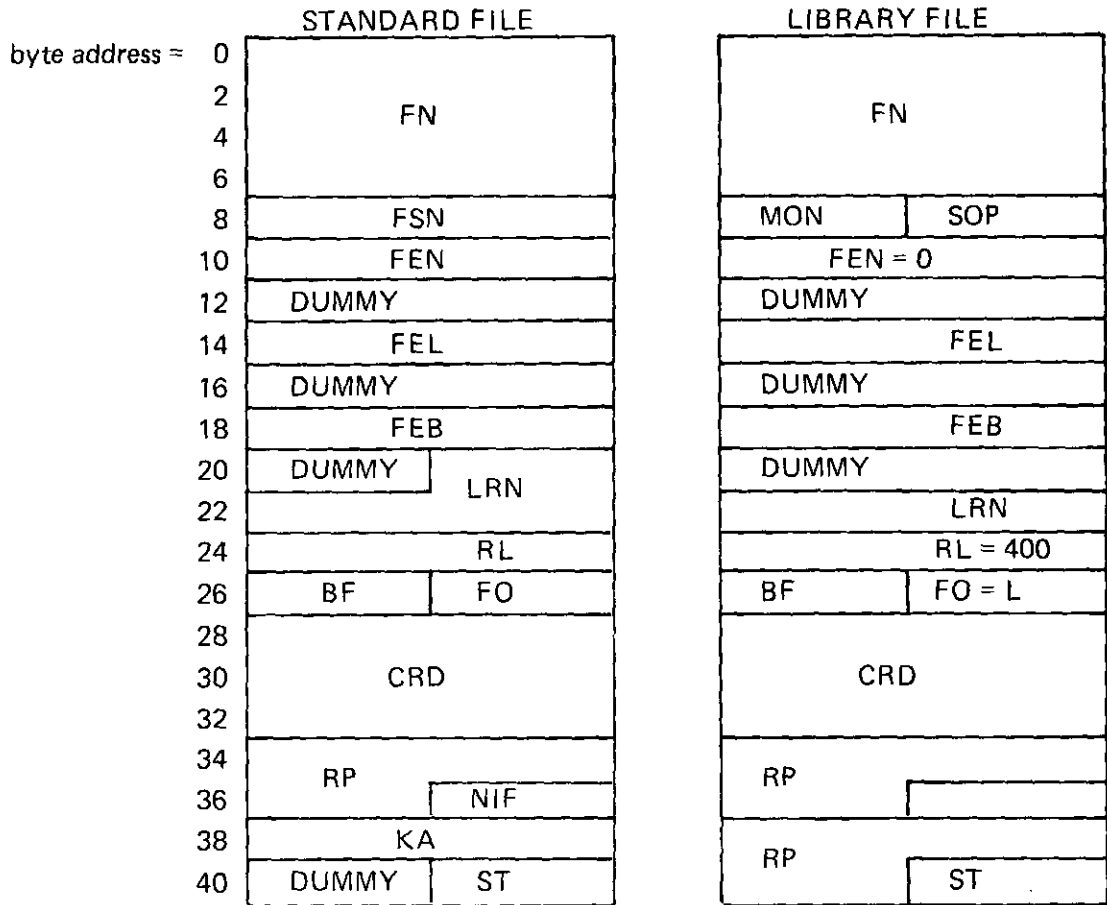 STANDARD FILE LIBRARY FILE
byte address = 0
2
FN FN
4
6
8 FSN MON SOP
10 FEN FEN = 0
12 DUMMY DUMMY
14 FEL FEL
16 DUMMY DUMMY
18 FEB FEB
20 DUMMY DUMMY
LRN
22 LRN
24 RL RL = 400
26 BF FO BF FO = L
28
30 CRD CRD
32
34
RP RP
36 NIF
38 KA
RP
40 DUMMY ST ST